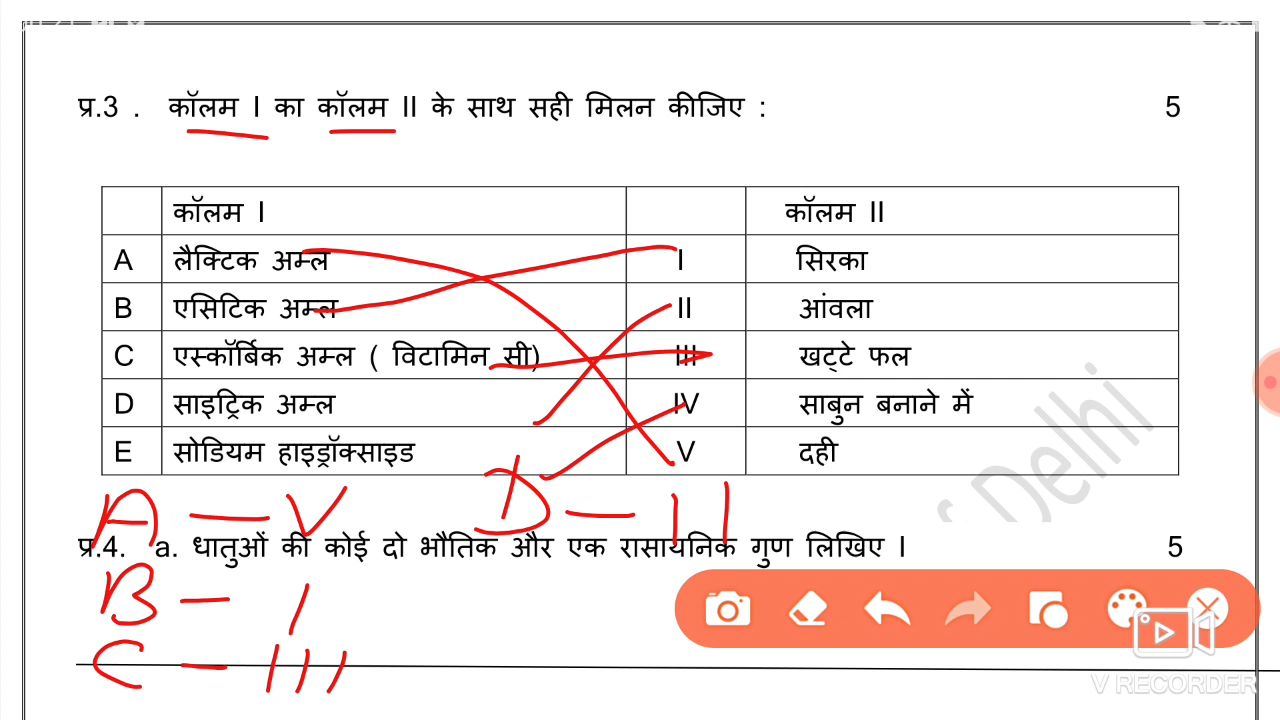 प्र.3 . कॉलम I का कॉलम II के साथ सही मिलन कीजिए : 5
कॉलम I कॉलम II
A लैक्टिक अम्ल I सिरका
B एसिटिक अम्ल II आंवला
C एस्कॉर्बिक अम्ल ( विटामिन सी) III खट्टे फल
D साइट्रिक अम्ल IV साबुन बनाने में
E सोडियम हाइड्रॉक्साइड V दही
f Delhi
A — V D — II
प्र.4. a. धातुओं की कोई दो भौतिक और एक रासायनिक गुण लिखिए I 5
B — I
C — III
V RECORDER